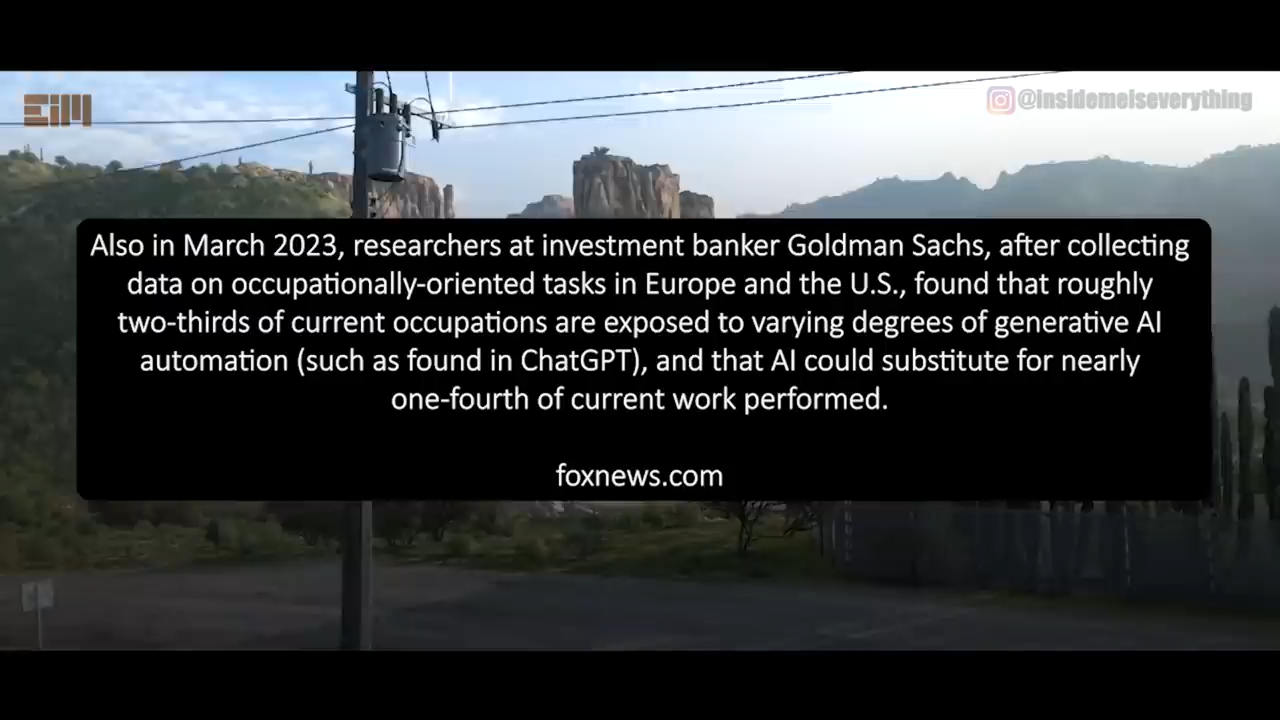 EIM
@insidemeiseverything
Also in March 2023, researchers at investment banker Goldman Sachs, after collecting
data on occupationally-oriented tasks in Europe and the U.S., found that roughly
two-thirds of current occupations are exposed to varying degrees of generative AI
automation (such as found in ChatGPT), and that AI could substitute for nearly
one-fourth of current work performed.
foxnews.com